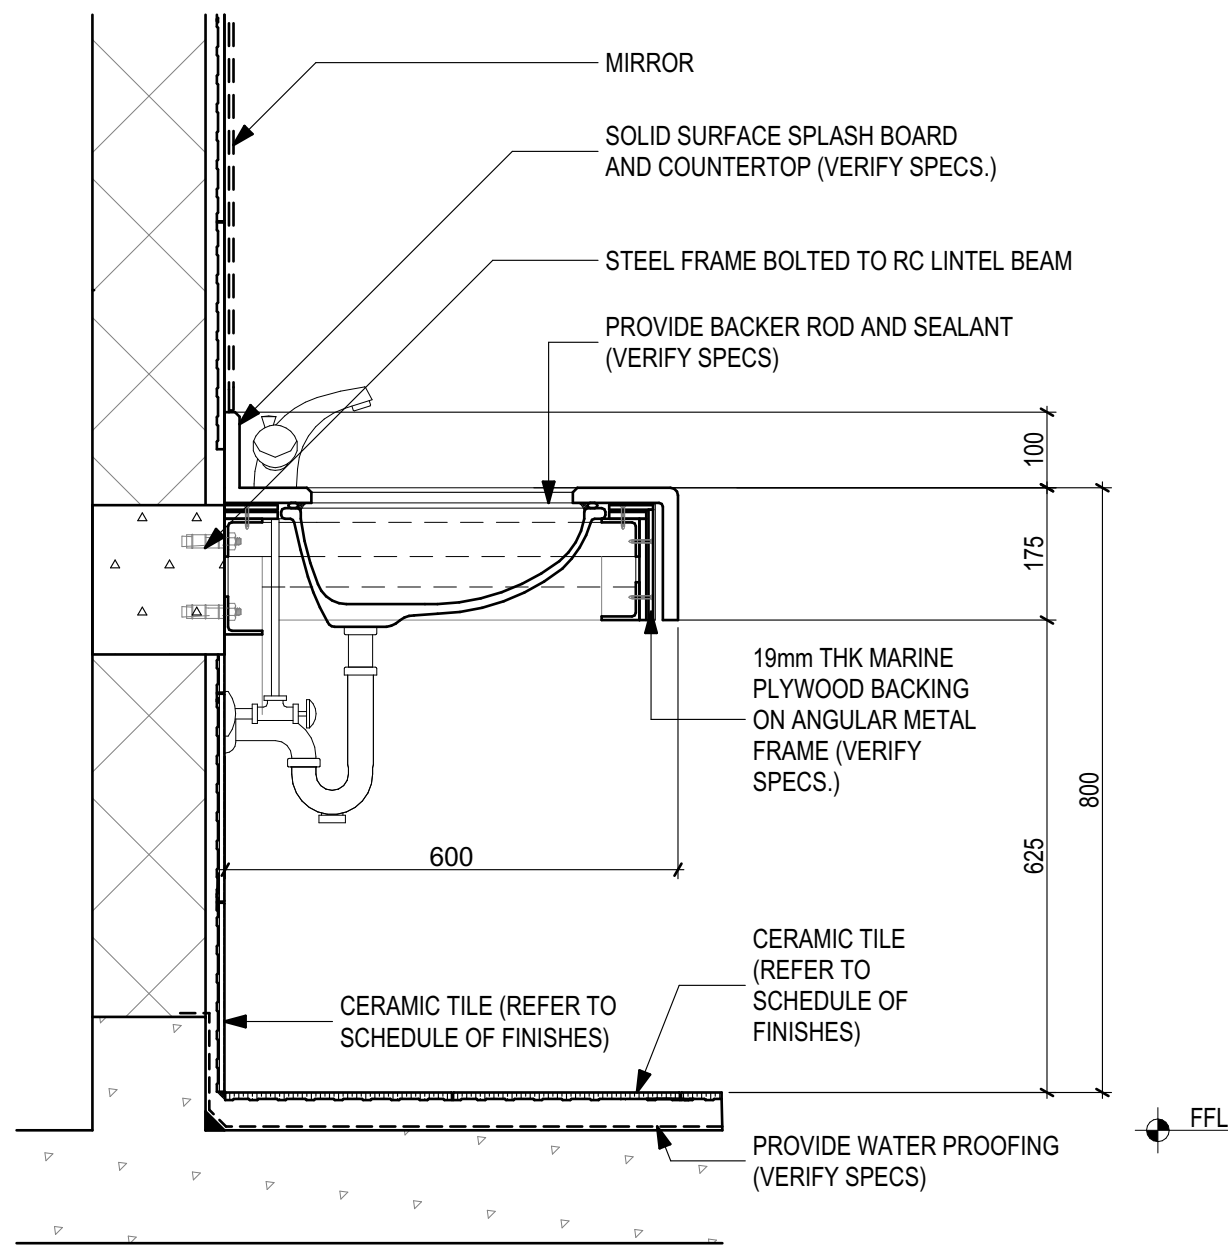 MIRROR
SOLID SURFACE SPLASH BOARD
AND COUNTERTOP (VERIFY SPECS.)
STEEL FRAME BOLTED TO RC LINTEL BEAM
PROVIDE BACKER ROD AND SEALANT
(VERIFY SPECS)
100
175
19mm THK MARINE
PLYWOOD BACKING
ON ANGULAR METAL
FRAME (VERIFY
SPECS.)
800
625
600
CERAMIC TILE
(REFER TO
SCHEDULE OF
FINISHES)
CERAMIC TILE (REFER TO
SCHEDULE OF FINISHES)
FFL
PROVIDE WATER PROOFING
(VERIFY SPECS)